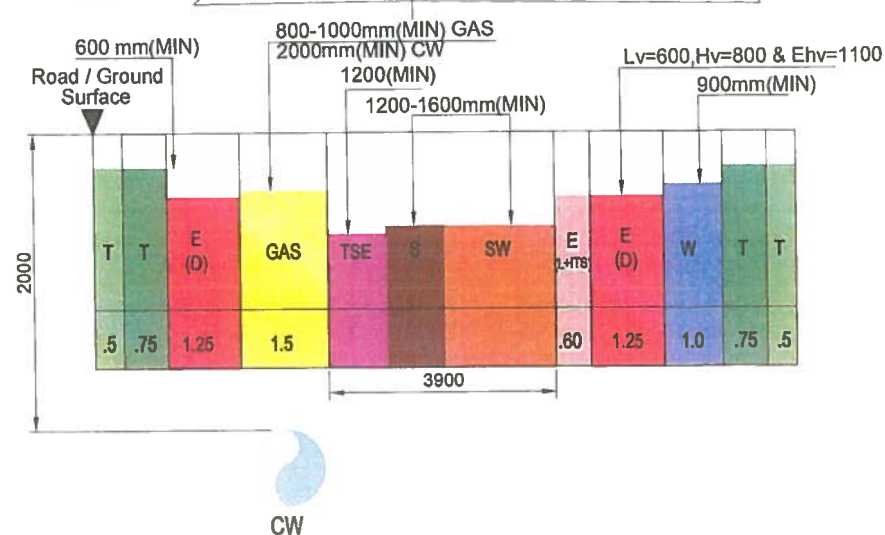 800-1000mm(MIN) GAS
2000mm(MIN) CW
600 mm(MIN)
1200(MIN)
Lv=600,Hv=800 & Ehv=1100
Road / Ground
Surface
900mm(MIN)
1200-1600mm(MIN)
2000
T T E (D) GAS TSE S SW E (L+ITS) E (D) W T T
.5 .75 1.25 1.5 .60 1.25 1.0 .75 .5
3900
CW